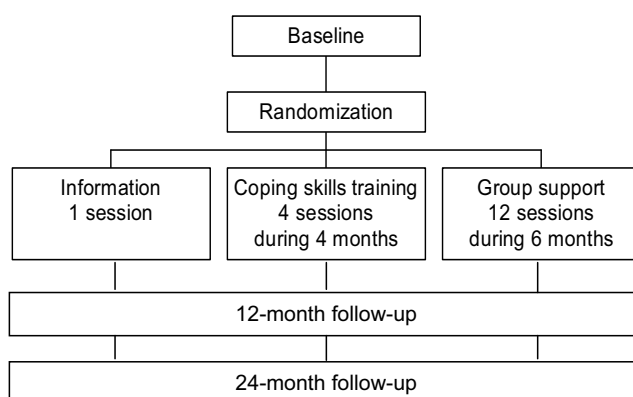 Baseline
Randomization
Information
1 session
Coping skills training
4 sessions
during 4 months
Group support
12 sessions
during 6 months
12-month follow-up
24-month follow-up